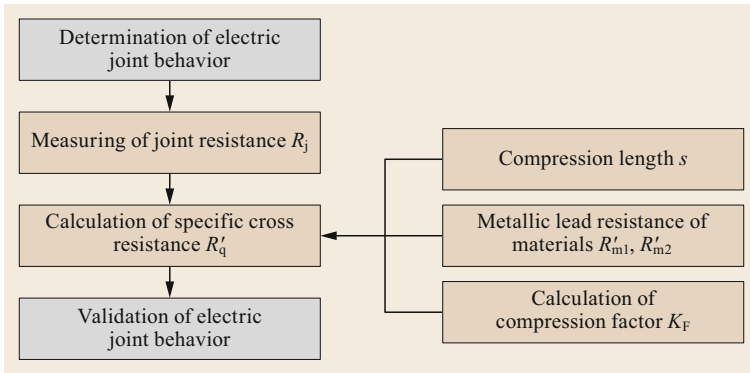 Determination of electric
joint behavior
Measuring of joint resistance Rj
Calculation of specific cross
resistance R′q
Validation of electric
joint behavior
Compression length s
Metallic lead resistance of
materials R′m1, R′m2
Calculation of
compression factor KF